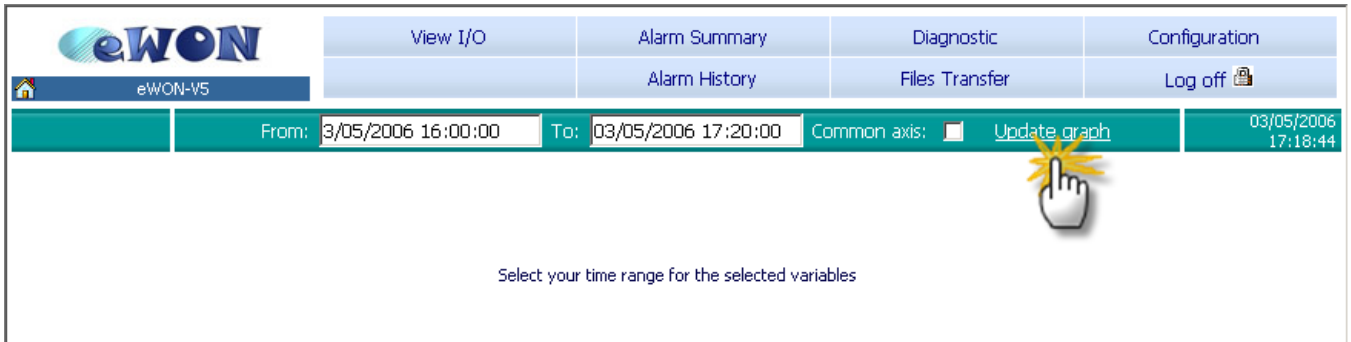 eWON
View I/O
Alarm Summary
Diagnostic
Configuration
eWON-V5
Alarm History
Files Transfer
Log off
From: 3/05/2006 16:00:00 To: 03/05/2006 17:20:00 Common axis: Update graph
03/05/2006
17:18:44
Select your time range for the selected variables